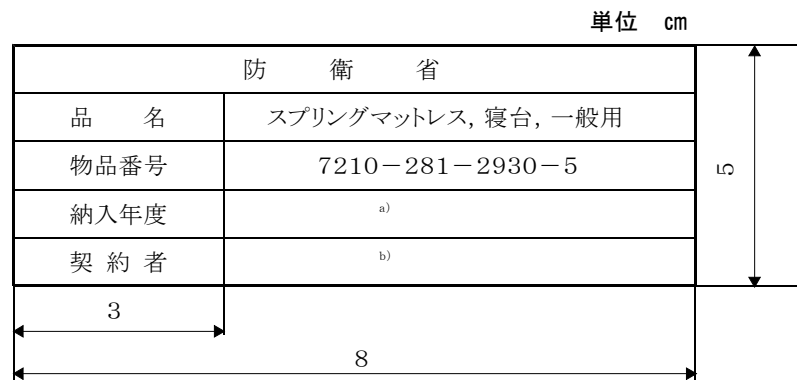 単位 cm
防衛省
品名 スプリングマットレス, 寝台, 一般用
物品番号 7210－281－2930－5
納入年度 a)
契約者 b)
5
3
8